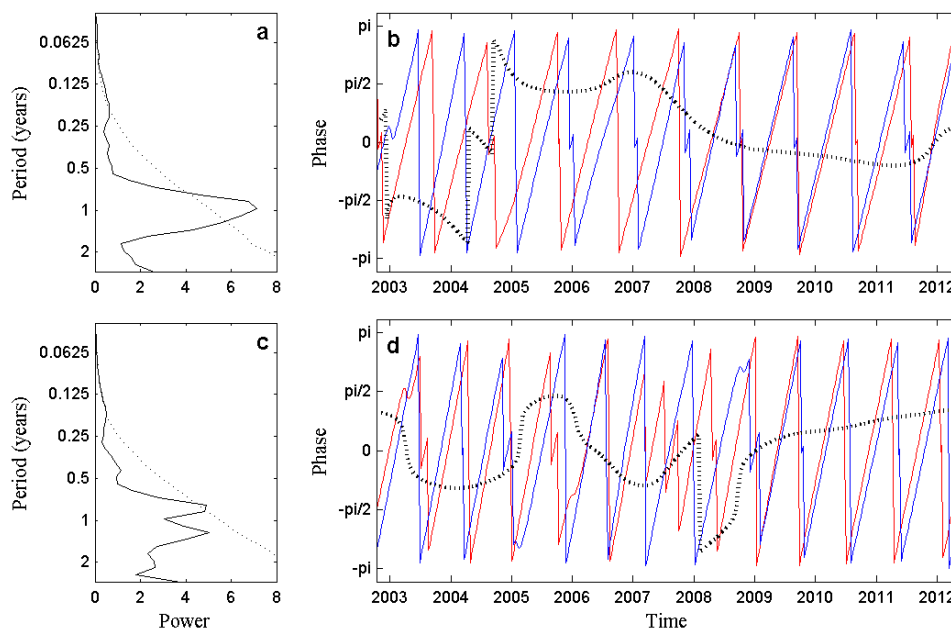 a
0.0625
0.125
0.25
0.5
1
2
Period (years)
0 2 4 6 8
b
pi
pi/2
0
-pi/2
-pi
Phase
2003 2004 2005 2006 2007 2008 2009 2010 2011 2012
c
0.0625
0.125
0.25
0.5
1
2
Period (years)
0 2 4 6 8
Power
d
pi
pi/2
0
-pi/2
-pi
Phase
2003 2004 2005 2006 2007 2008 2009 2010 2011 2012
Time